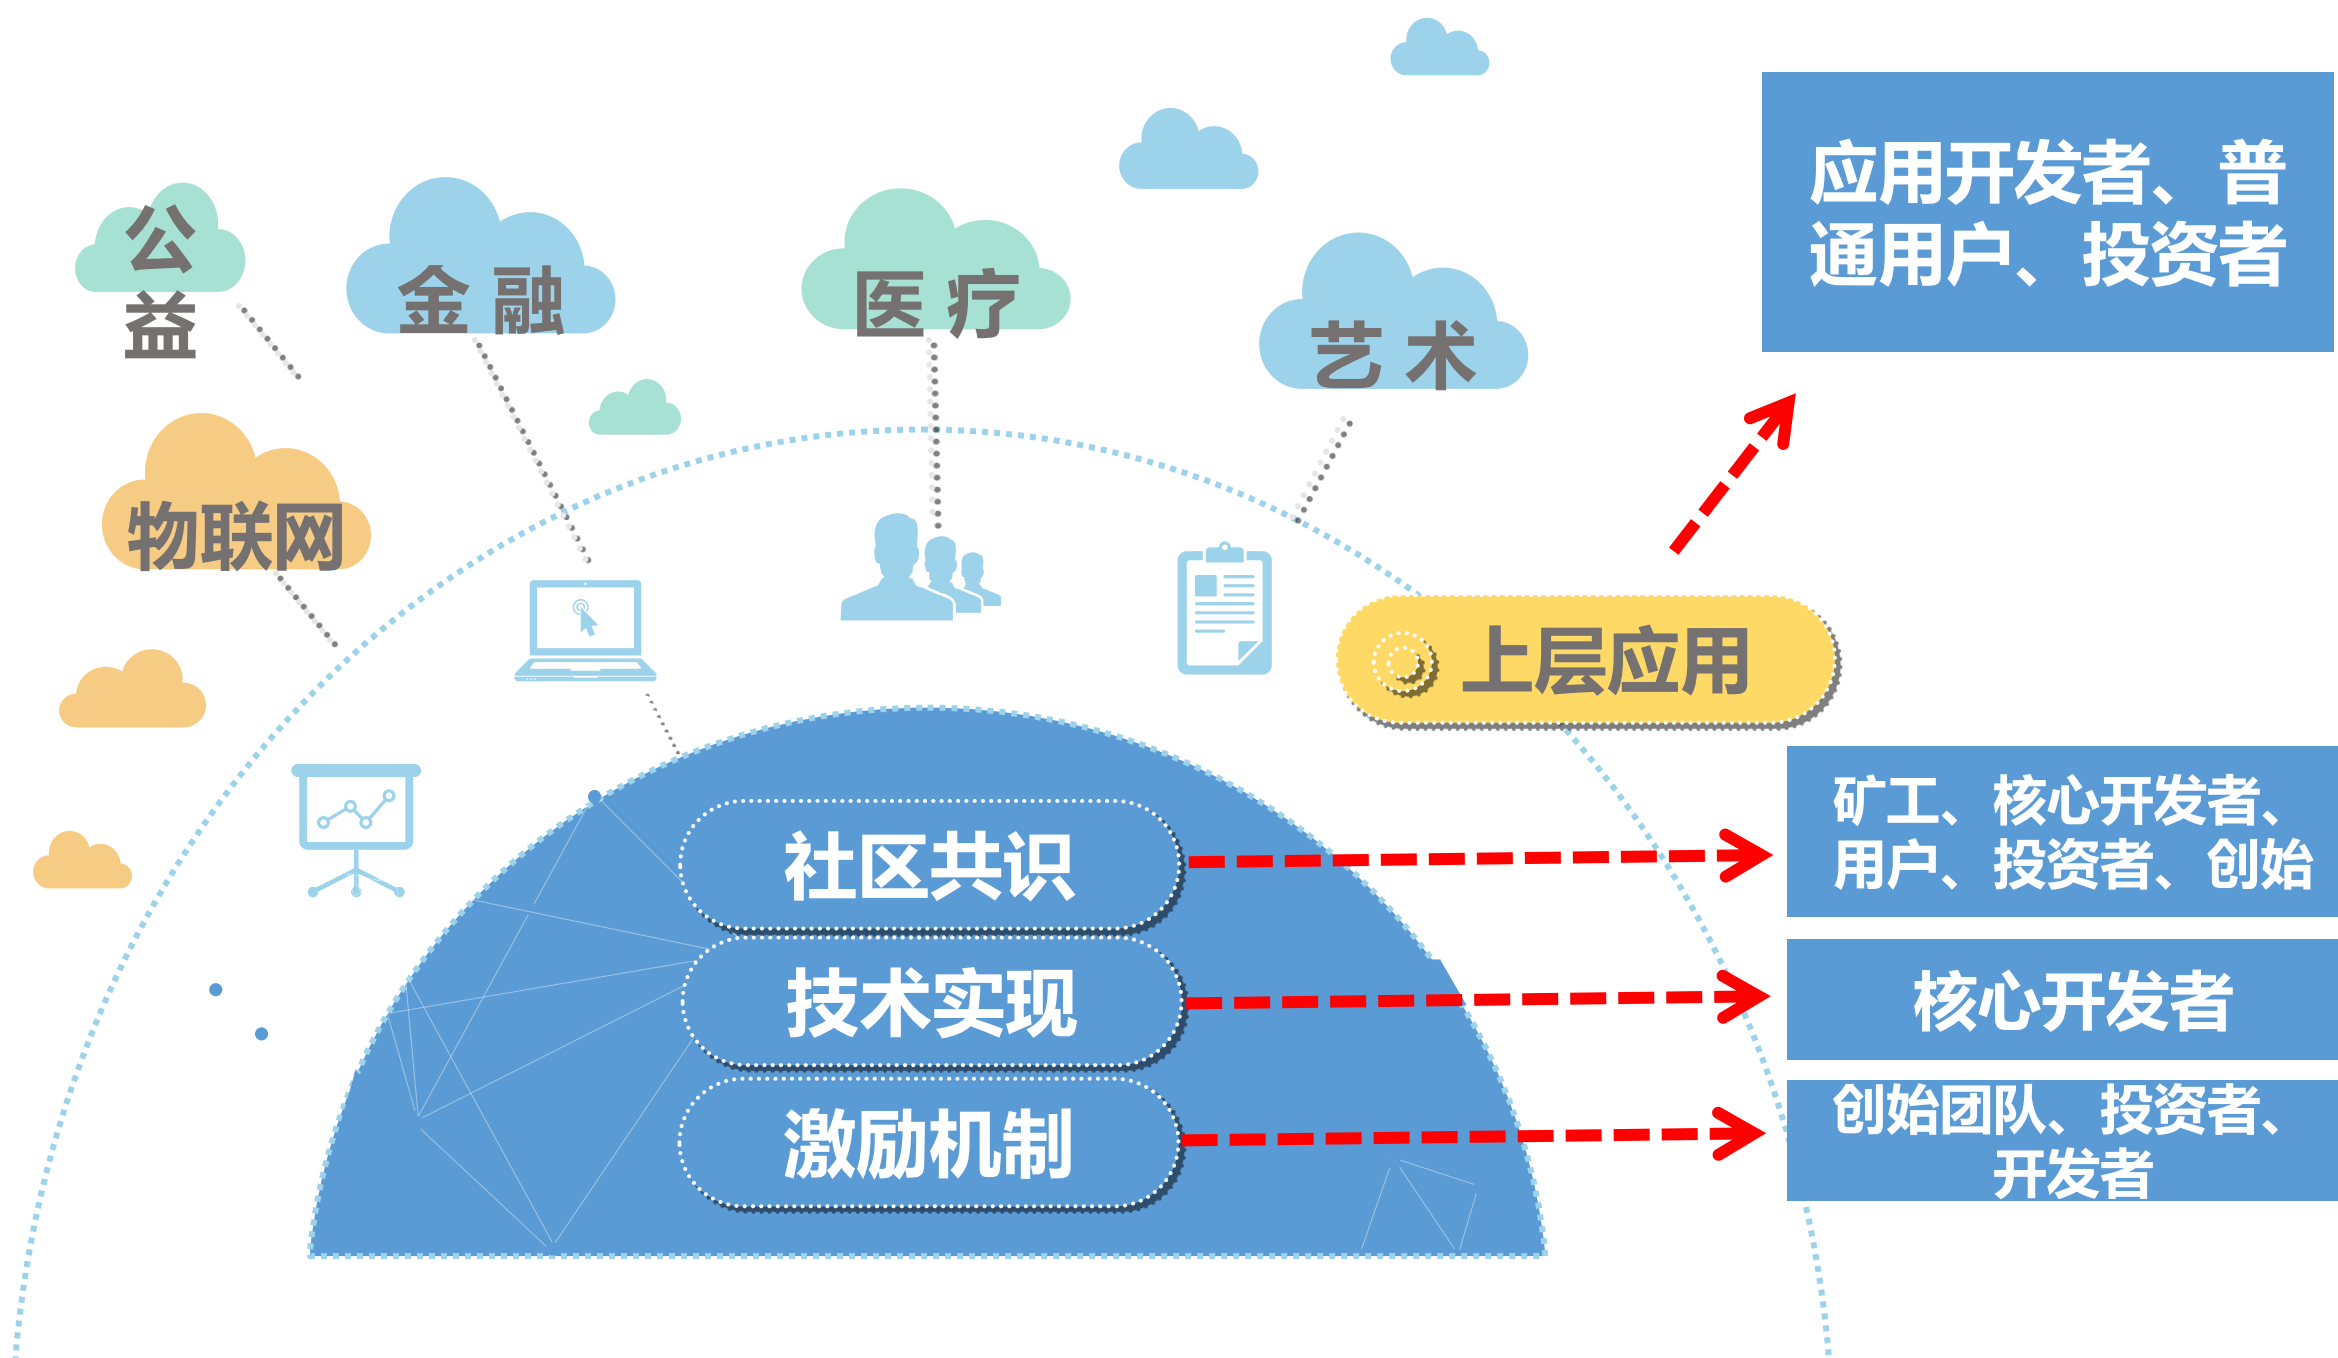 公
益
金 融
医 疗
艺 术
物联网
应用开发者、普
通用户、投资者
上层应用
社区共识
矿工、核心开发者、
用户、投资者、创始
技术实现
核心开发者
激励机制
创始团队、投资者、
开发者